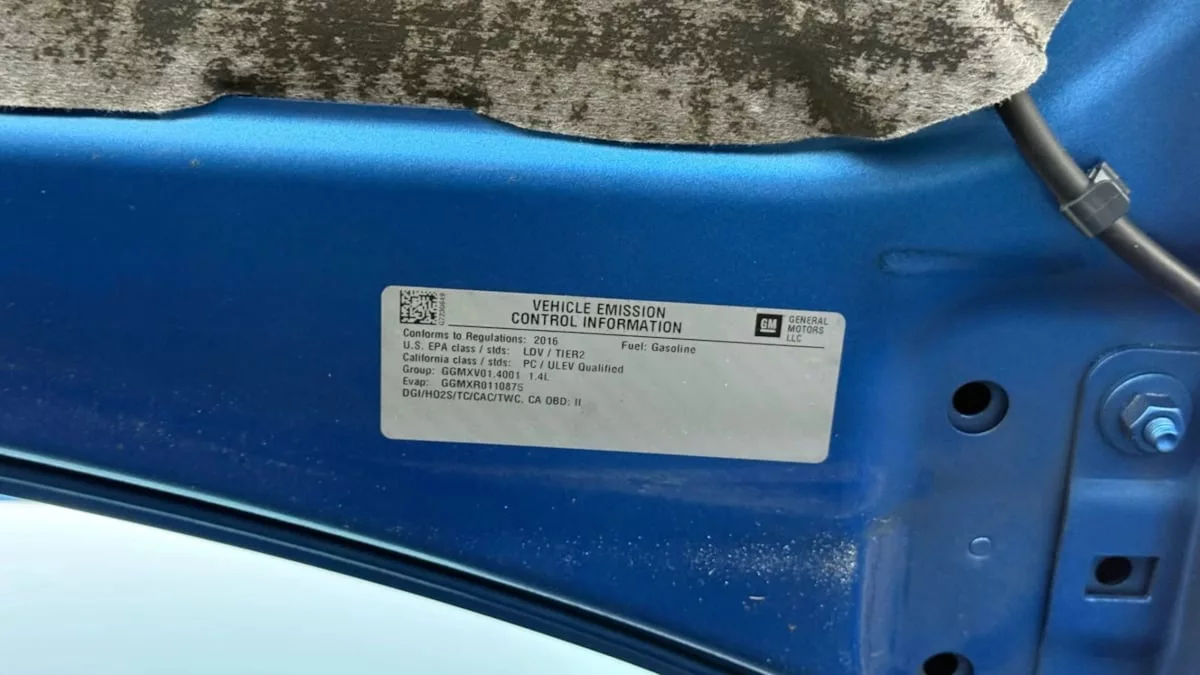 VEHICLE EMISSION
CONTROL INFORMATION
GM
GENERAL
MOTORS
LLC
Conforms to Regulations: 2016 Fuel: Gasoline
U.S. EPA class / stds: LDV / TIER2
California class / stds: PC / ULEV Qualified
Group: GGMXV01.4001 1.4L
Evap: GGMXR0110875
DGI/HO2S/TC/CAC/TWC, CA OBD: II